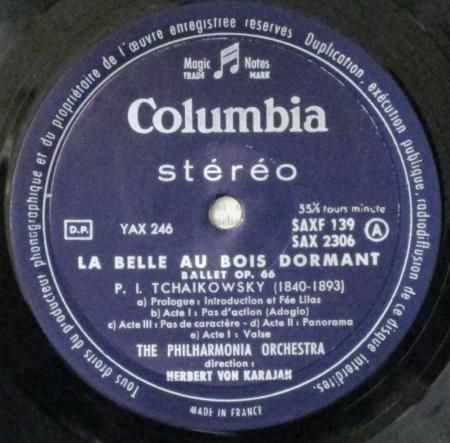 Tous droits du producteur phonographique et du propriétaire de l'œuvre enregistrée réservés Duplication, exécution publique, radiodiffusion de ce disque interdites.
Magic Notes
TRADE MARK
Columbia
stéréo
33⅓ tours minute
D.P. YAX 246 SAXF 139 A
SAX 2306
LA BELLE AU BOIS DORMANT
BALLET OP. 66
P. I. TCHAIKOWSKY (1840-1893)
a) Prologue : Introduction et Fée Lilas
b) Acte I : Pas d'action (Adagio)
c) Acte III : Pas de caractère - d) Acte II : Panorama
e) Acte I : Valse
THE PHILHARMONIA ORCHESTRA
direction :
HERBERT VON KARAJAN
MADE IN FRANCE